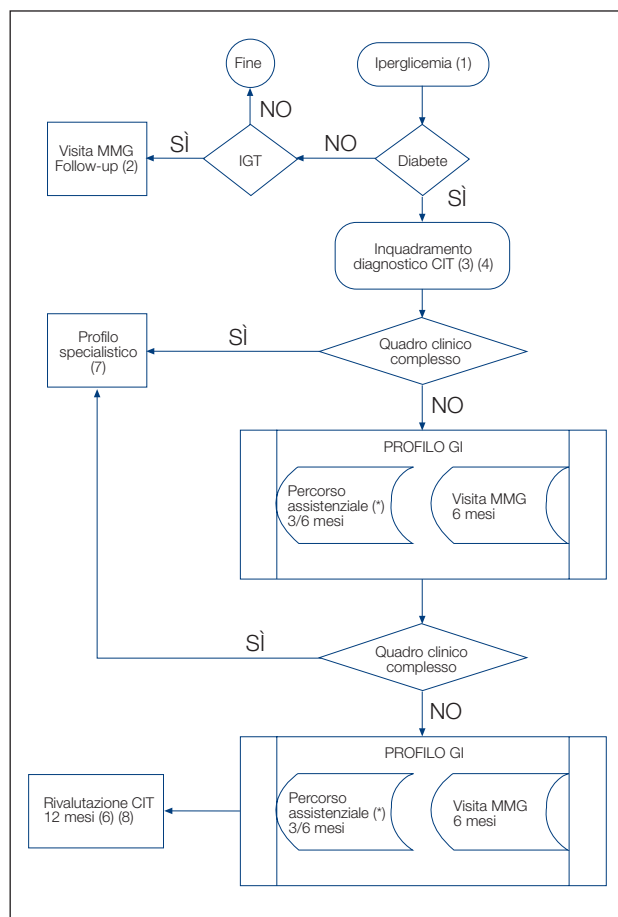 Fine
Iperglicemia (1)
NO
Visita MMG
Follow-up (2)
SÌ
IGT
NO
Diabete
SÌ
Inquadramento
diagnostico CIT (3) (4)
Profilo
specialistico
(7)
SÌ
Quadro clinico
complesso
NO
PROFILO GI
Percorso
assistenziale (*)
3/6 mesi
Visita MMG
6 mesi
SÌ
Quadro clinico
complesso
NO
PROFILO GI
Rivalutazione CIT
12 mesi (6) (8)
Percorso
assistenziale (*)
3/6 mesi
Visita MMG
6 mesi